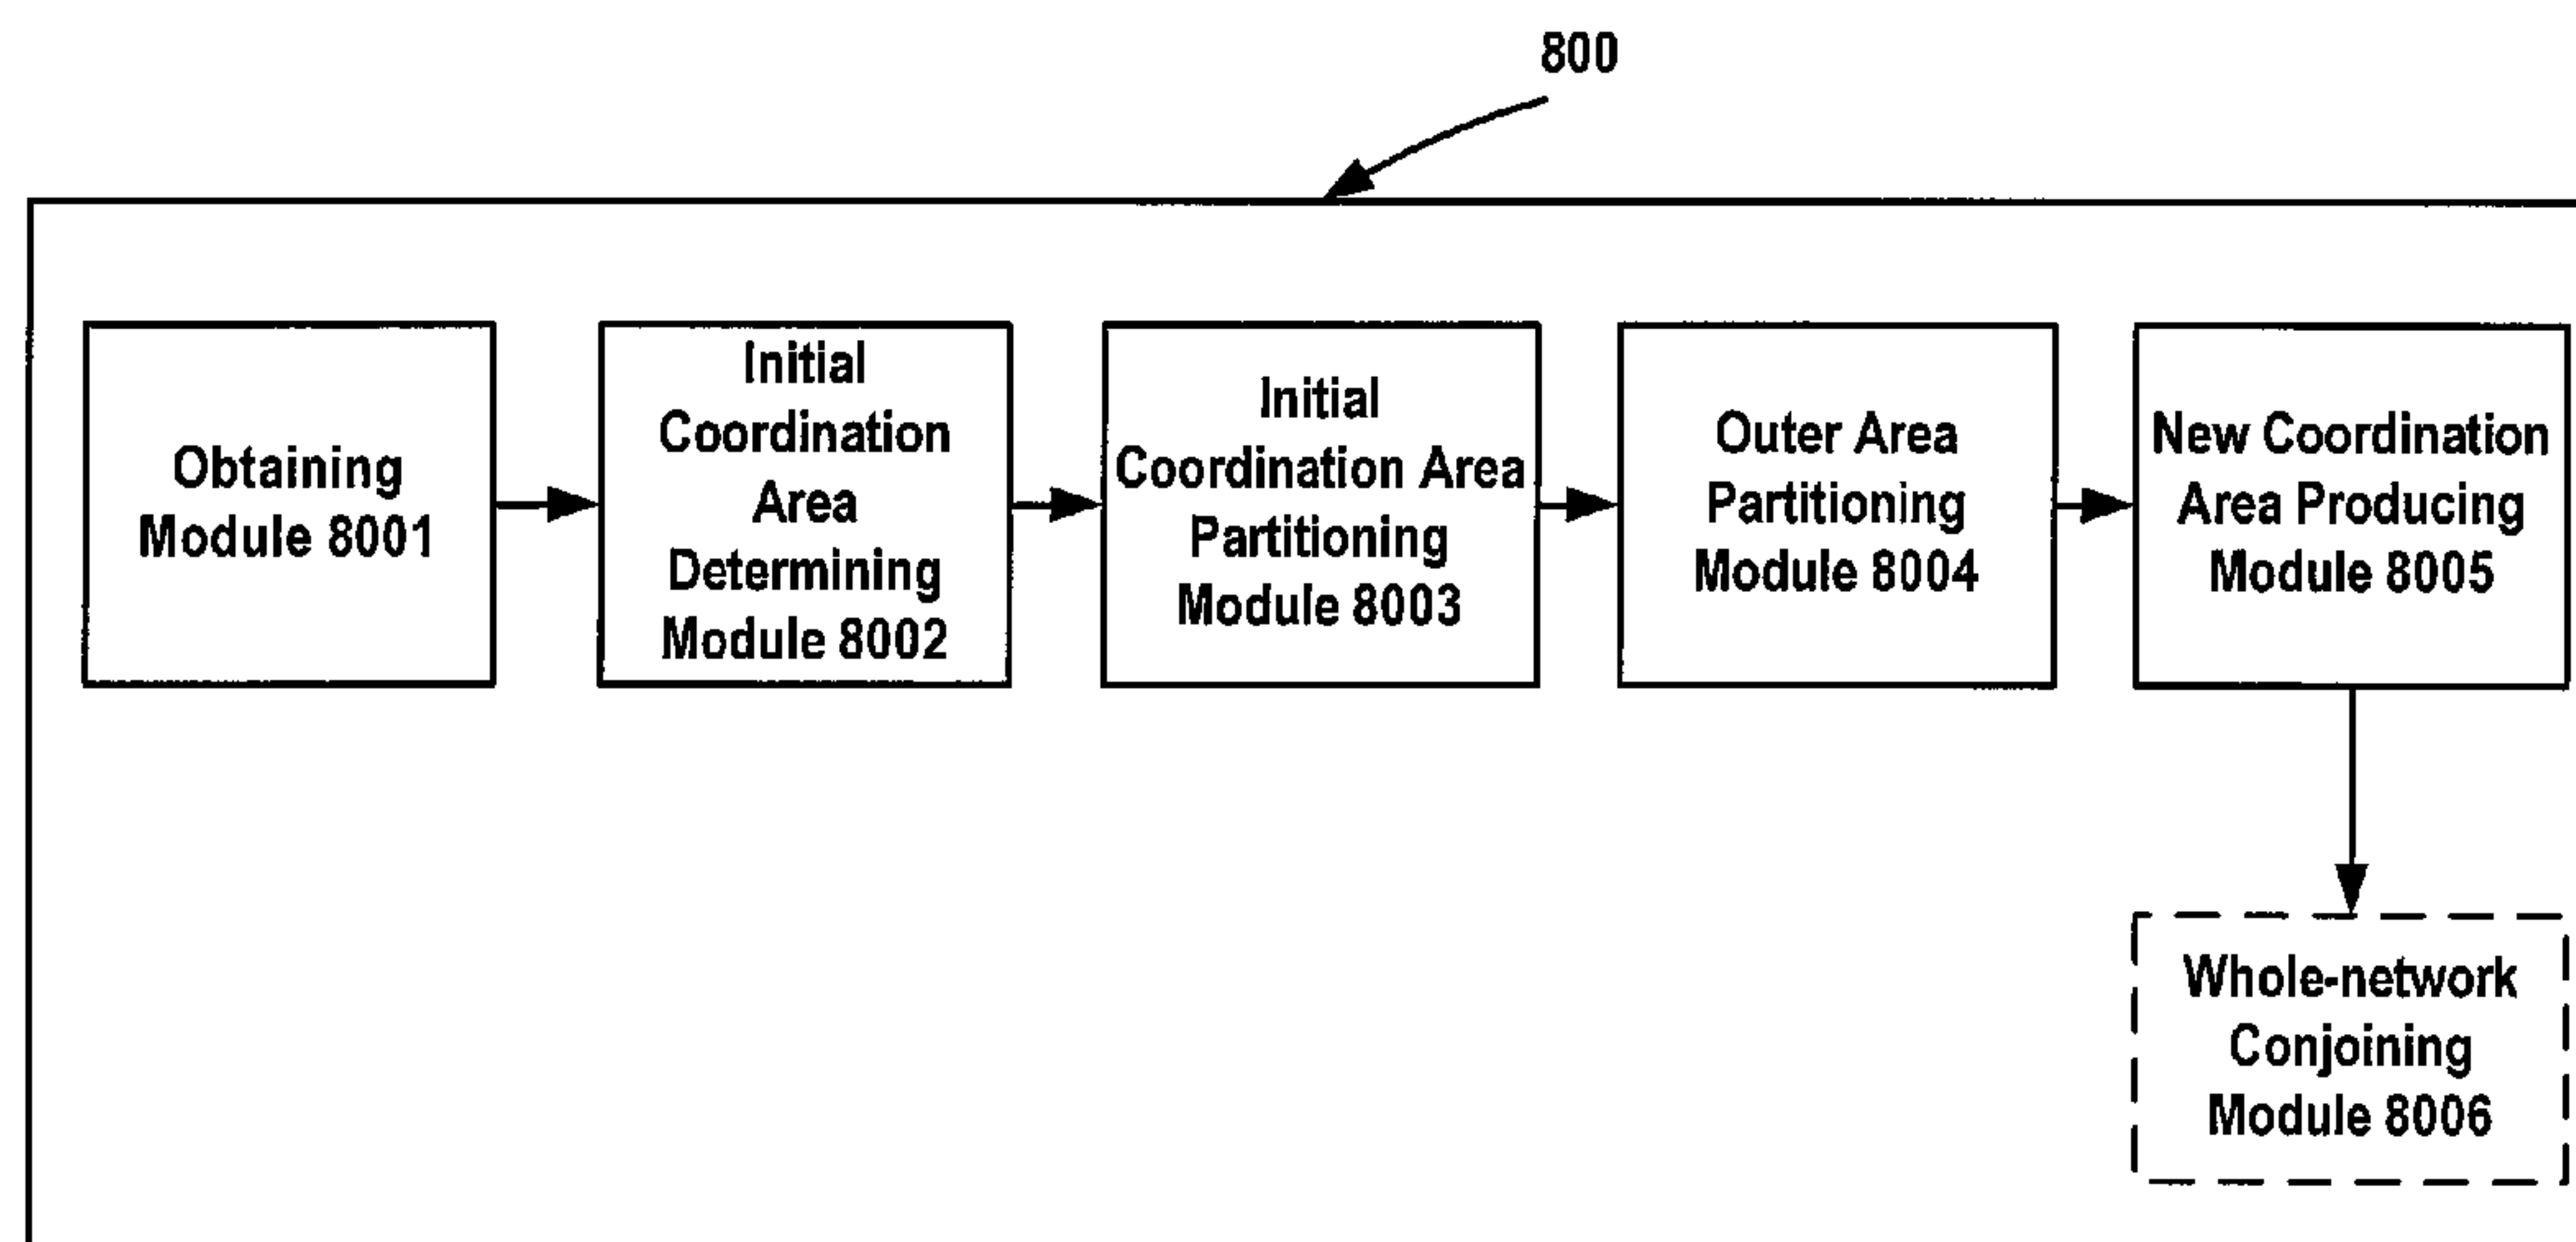 800
Obtaining
Module 8001
Initial
Coordination
Area
Determining
Module 8002
Initial
Coordination Area
Partitioning
Module 8003
Outer Area
Partitioning
Module 8004
New Coordination
Area Producing
Module 8005
Whole-network
Conjoining
Module 8006